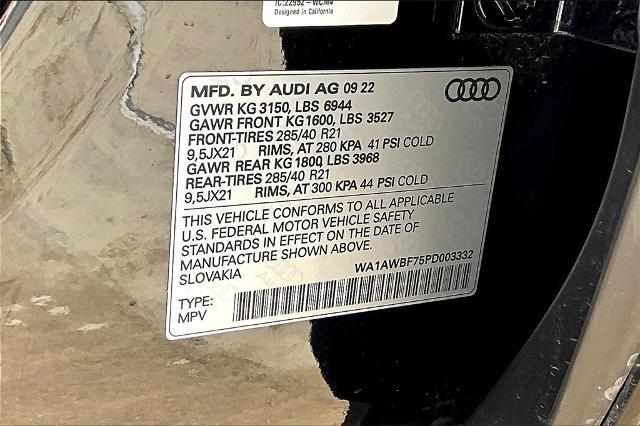 IC:22952-WCM4
Designed in California
MFD. BY AUDI AG 09 22
GVWR KG 3150, LBS 6944
GAWR FRONT KG 1600, LBS 3527
FRONT-TIRES 285/40 R21
9,5JX21 RIMS, AT 280 KPA 41 PSI COLD
GAWR REAR KG 1800, LBS 3968
REAR-TIRES 285/40 R21
9,5JX21 RIMS, AT 300 KPA 44 PSI COLD
THIS VEHICLE CONFORMS TO ALL APPLICABLE
U.S. FEDERAL MOTOR VEHICLE SAFETY
STANDARDS IN EFFECT ON THE DATE OF
MANUFACTURE SHOWN ABOVE.
SLOVAKIA
WA1AWBF75PD003332
TYPE:
MPV